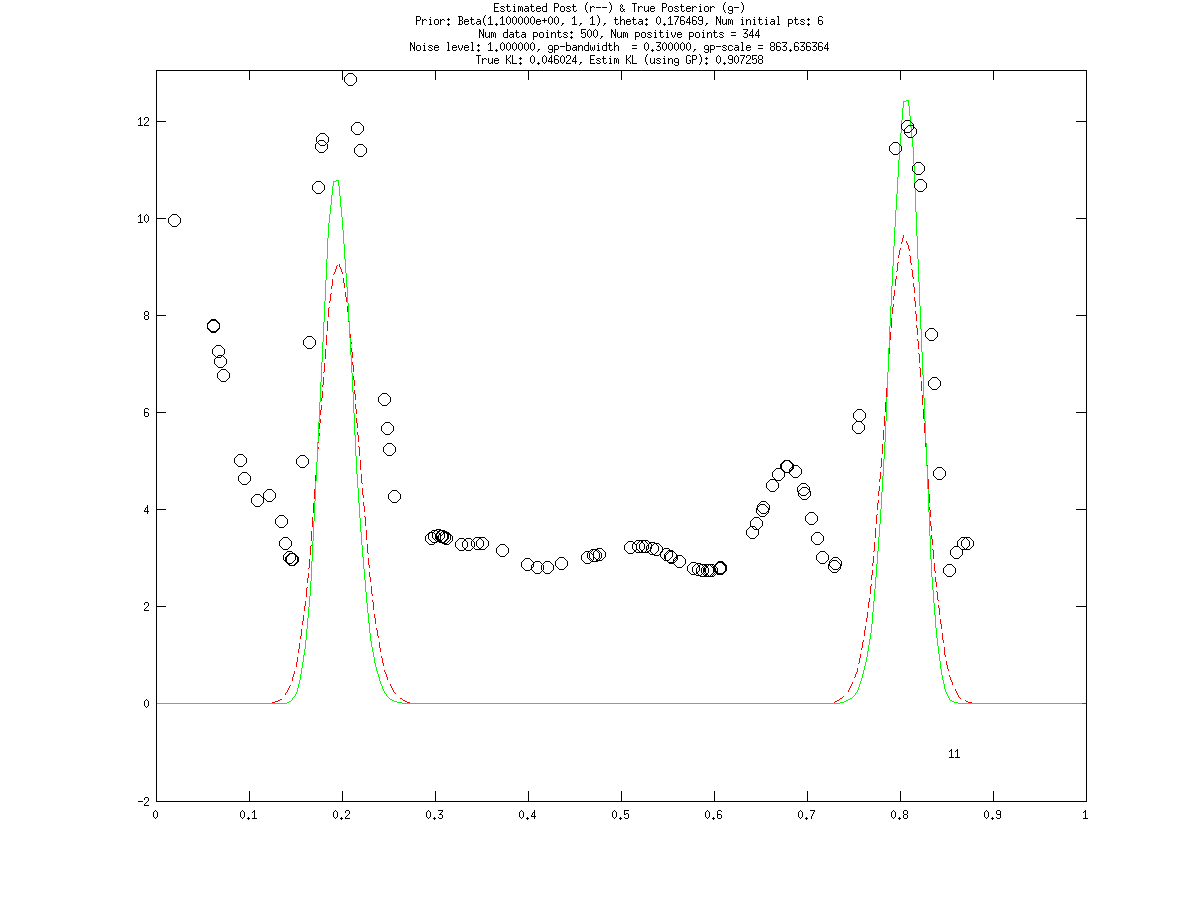 Estimated Post (r--) & True Posterior (g-)
Prior: Beta(1.100000e+00, 1, 1), theta: 0.176469, Num initial pts: 6
Num data points: 500, Num positive points = 344
Noise level: 1.000000, gp-bandwidth  = 0.300000, gp-scale = 863.636364
True KL: 0.046024, Estim KL (using GP): 0.907258
12
10
8
6
4
2
0
11
-2
0 0.1 0.2 0.3 0.4 0.5 0.6 0.7 0.8 0.9 1